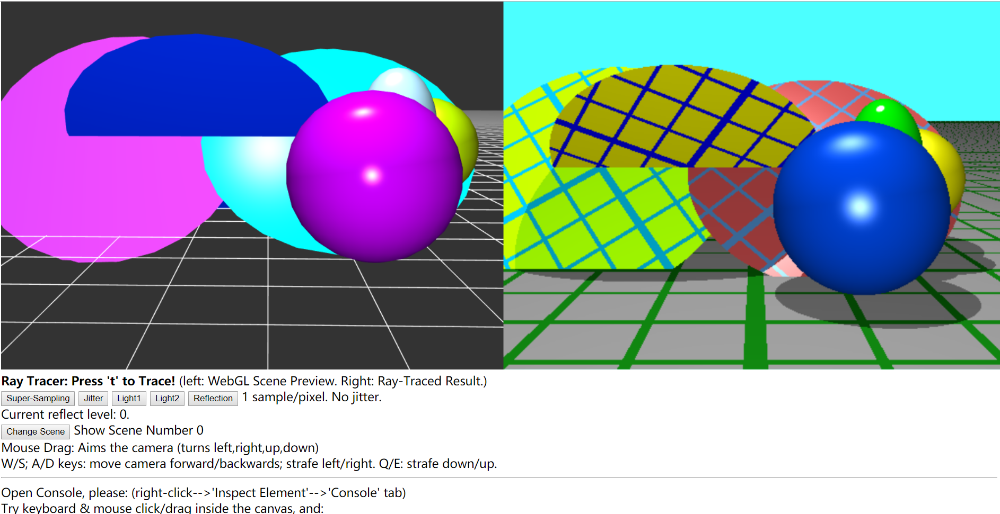 Ray Tracer: Press 't' to Trace! (left: WebGL Scene Preview. Right: Ray-Traced Result.)
Super-Sampling Jitter Light1 Light2 Reflection 1 sample/pixel. No jitter.
Current reflect level: 0.
Change Scene Show Scene Number 0
Mouse Drag: Aims the camera (turns left,right,up,down)
W/S; A/D keys: move camera forward/backwards; strafe left/right. Q/E: strafe down/up.
Open Console, please: (right-click-->'Inspect Element'-->'Console' tab)
Try keyboard & mouse click/drag inside the canvas, and: